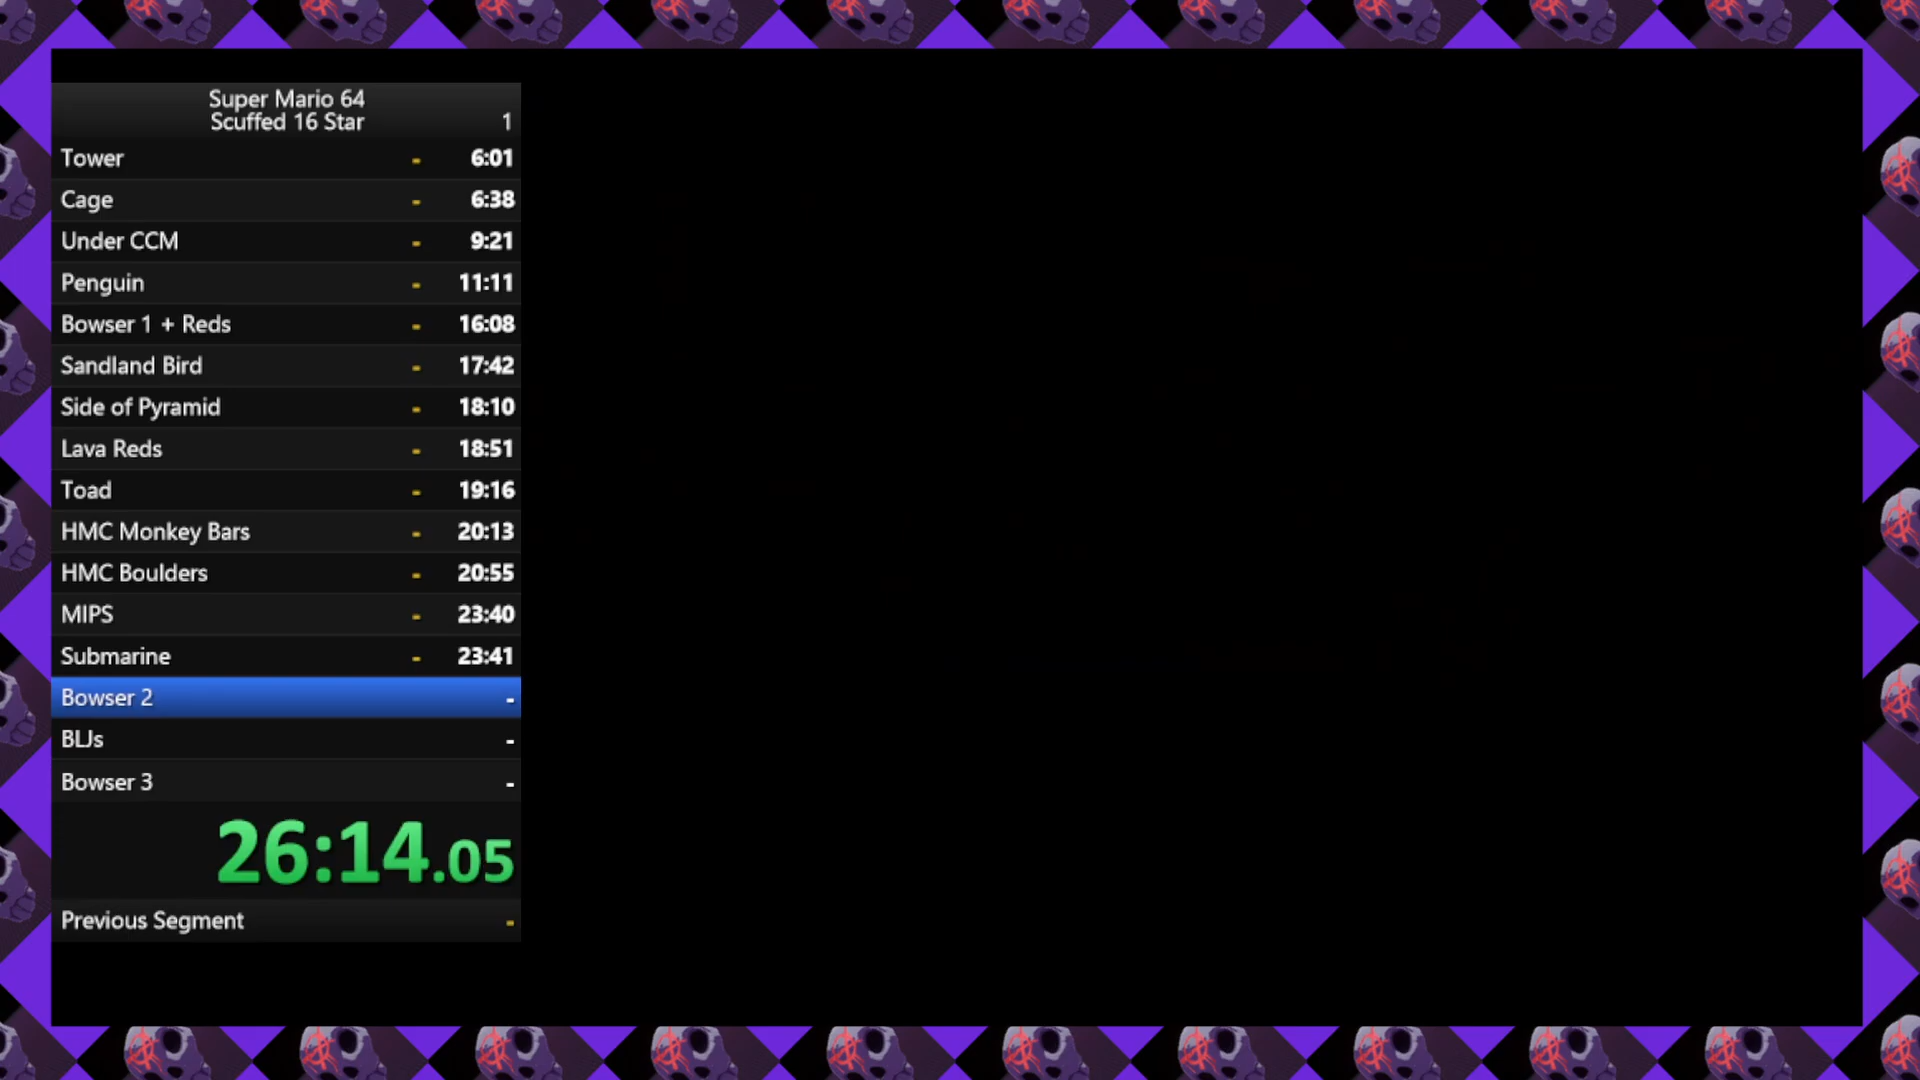 Super Mario 64
Scuffed 16 Star 1
Tower - 6:01
Cage - 6:38
Under CCM - 9:21
Penguin - 11:11
Bowser 1 + Reds - 16:08
Sandland Bird - 17:42
Side of Pyramid - 18:10
Lava Reds - 18:51
Toad - 19:16
HMC Monkey Bars - 20:13
HMC Boulders - 20:55
MIPS - 23:40
Submarine - 23:41
Bowser 2 -
BLJs -
Bowser 3 -
26:14.05
Previous Segment -